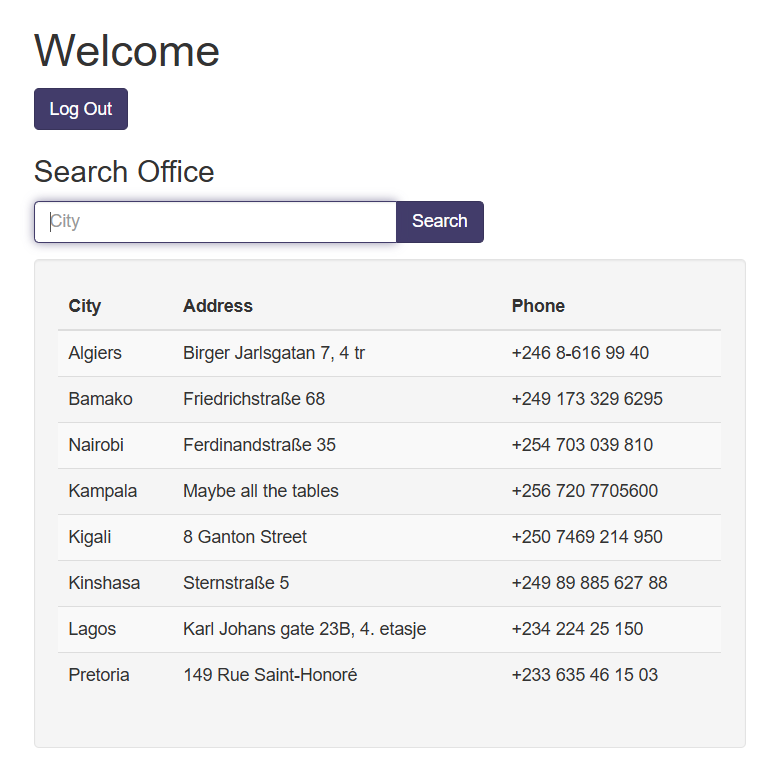 Welcome
Log Out
Search Office
City Search
City Address Phone
Algiers Birger Jarlsgatan 7, 4 tr +246 8-616 99 40
Bamako Friedrichstraße 68 +249 173 329 6295
Nairobi Ferdinandstraße 35 +254 703 039 810
Kampala Maybe all the tables +256 720 7705600
Kigali 8 Ganton Street +250 7469 214 950
Kinshasa Sternstraße 5 +249 89 885 627 88
Lagos Karl Johans gate 23B, 4. etasje +234 224 25 150
Pretoria 149 Rue Saint-Honoré +233 635 46 15 03